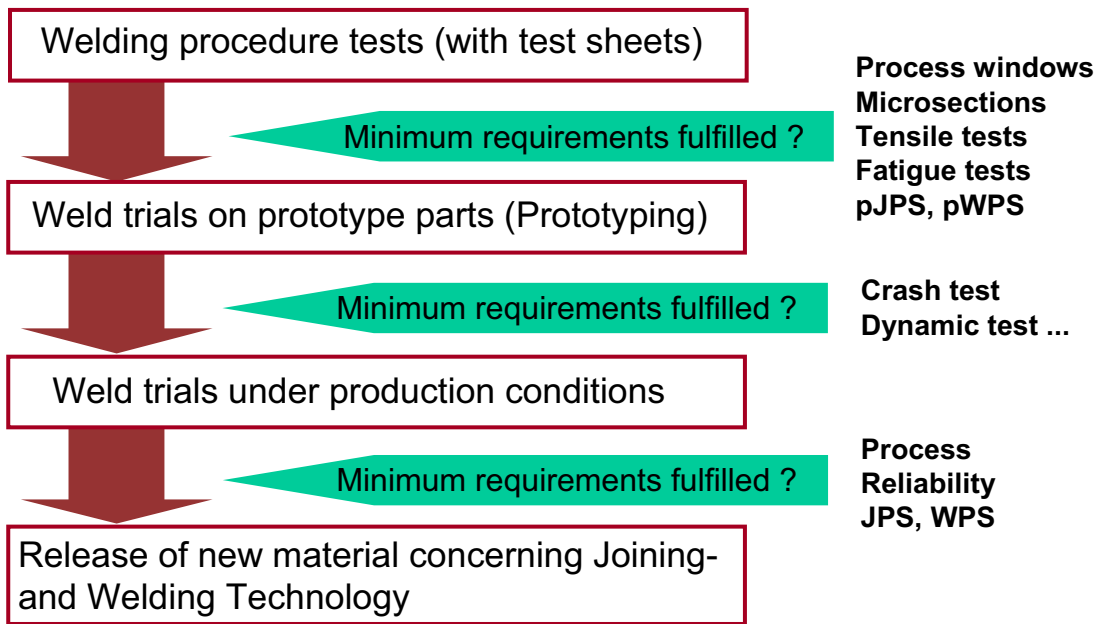 Welding procedure tests (with test sheets)
Minimum requirements fulfilled ?
Process windows
Microsections
Tensile tests
Fatigue tests
pJPS, pWPS
Weld trials on prototype parts (Prototyping)
Minimum requirements fulfilled ?
Crash test
Dynamic test ...
Weld trials under production conditions
Minimum requirements fulfilled ?
Process
Reliability
JPS, WPS
Release of new material concerning Joining-
and Welding Technology